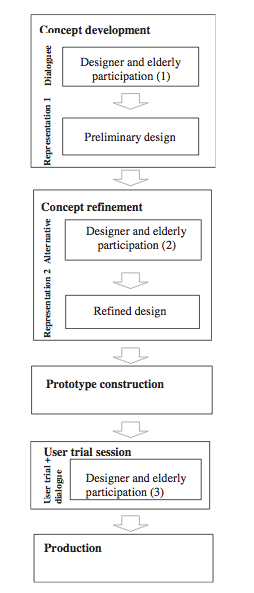 Concept development
Dialoguee
Designer and elderly
participation (1)
Representation 1
Preliminary design
Concept refinement
Alternative
Designer and elderly
participation (2)
Representation 2
Refined design
Prototype construction
User trial session
User trial +
dialogue
Designer and elderly
participation (3)
Production